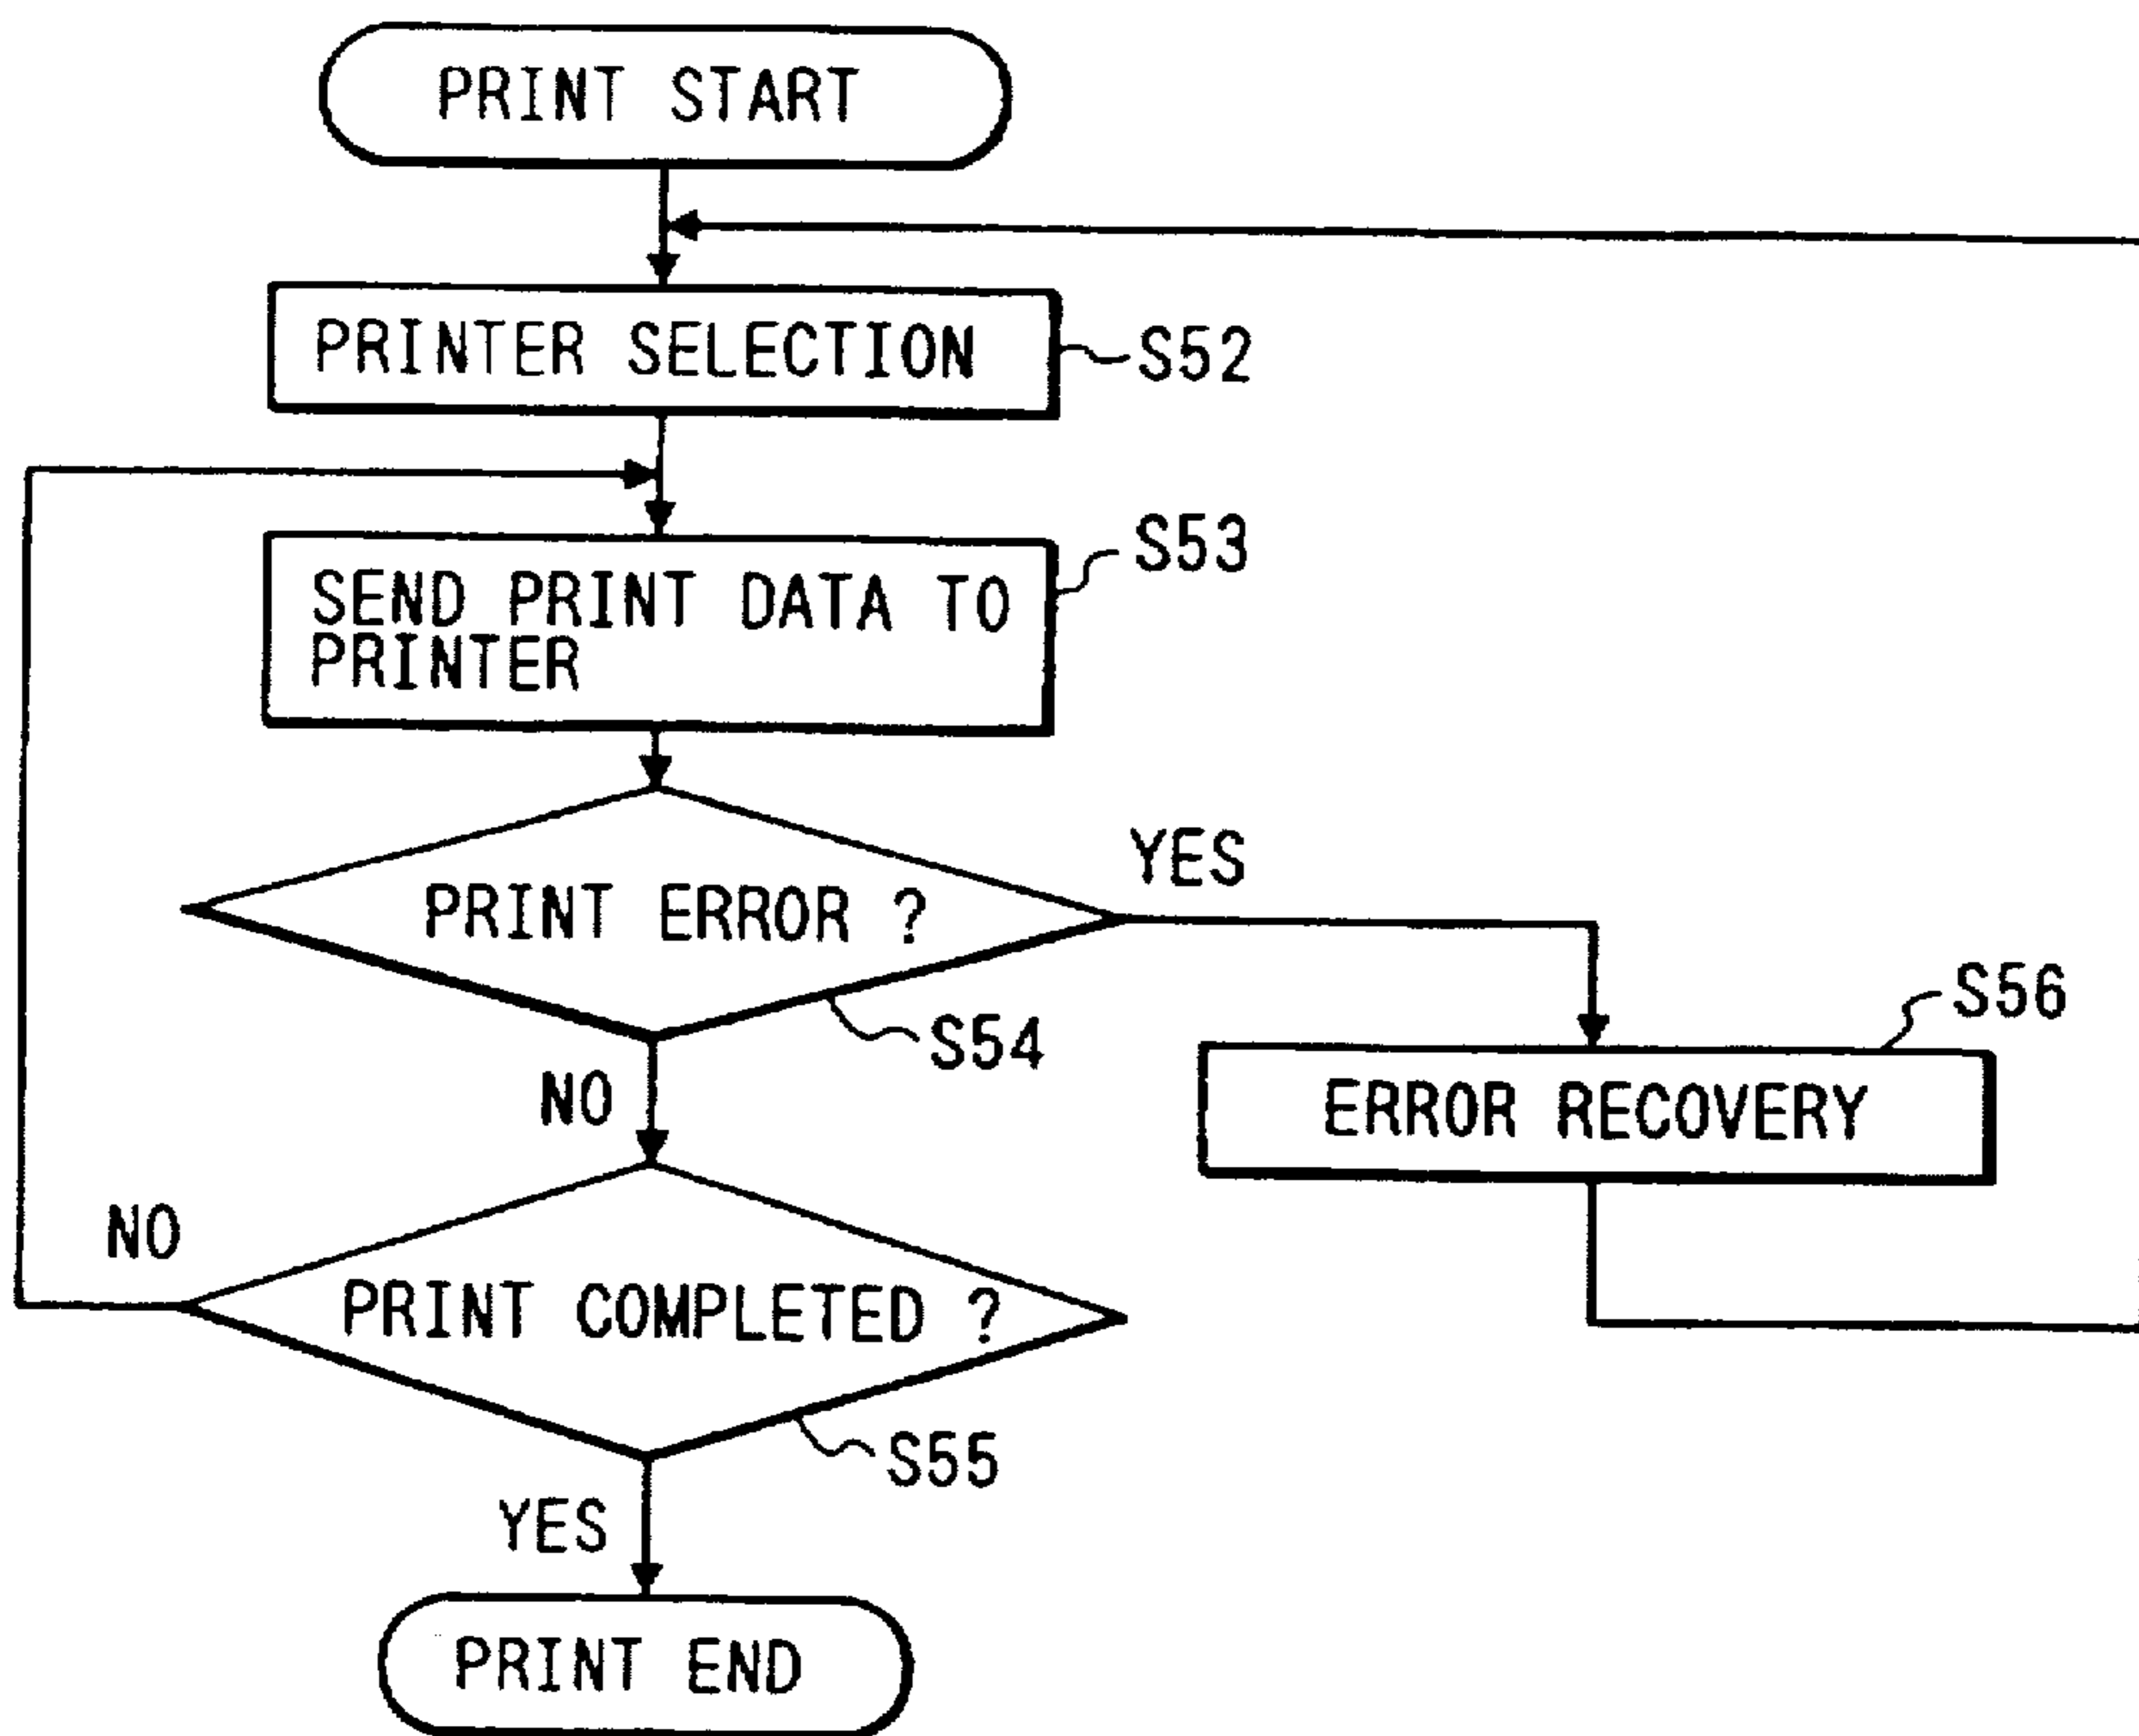 PRINT START
PRINTER SELECTION
S52
S53
SEND PRINT DATA TO
PRINTER
YES
PRINT ERROR ?
S54
S56
NO
ERROR RECOVERY
NO
PRINT COMPLETED ?
S55
YES
PRINT END